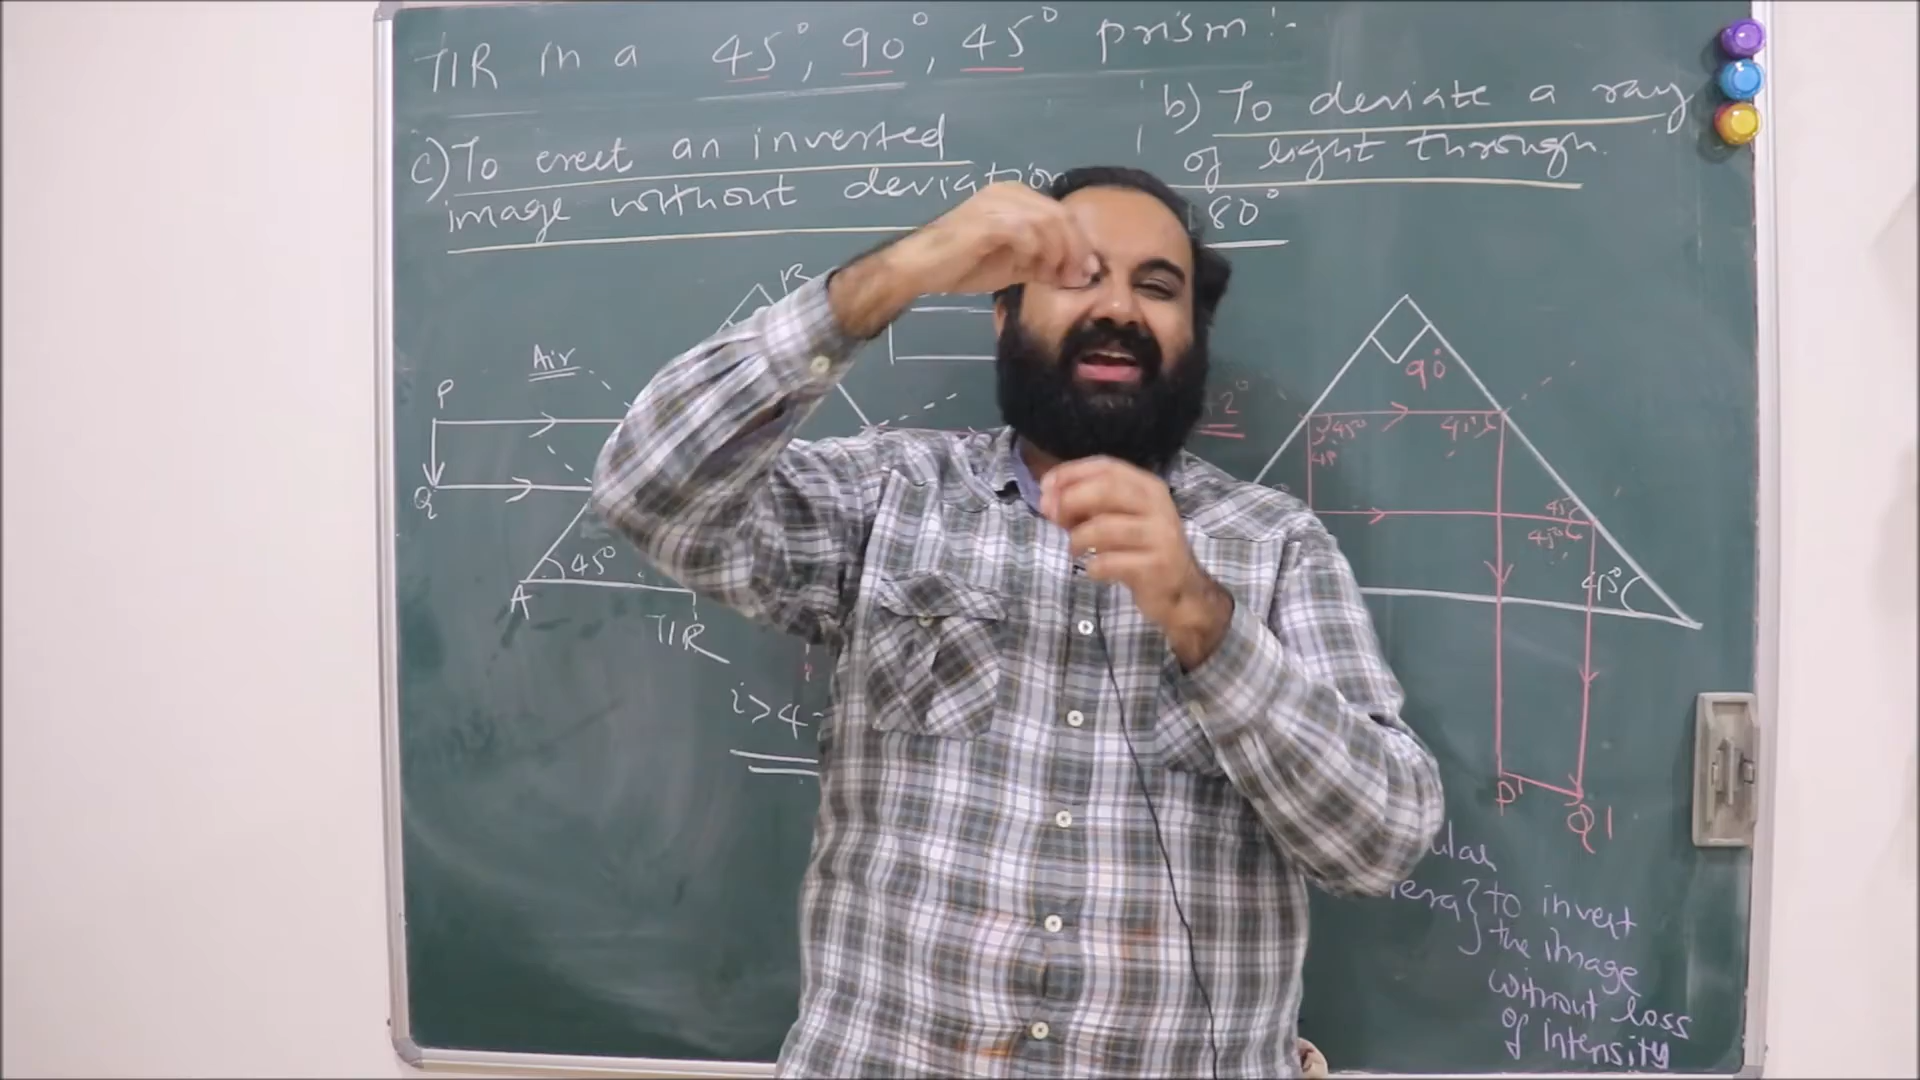 TIR in a 45°, 90°, 45° prism:-
c) To erect an inverted
image without deviation
b) To deviate a ray
of light through
180°
B
Air
P
Q
A
45°
TIR
i>4
90°
45°
45°
45°
45°
45°
45°
P'
Q'
to invert
the image
without loss
of intensity